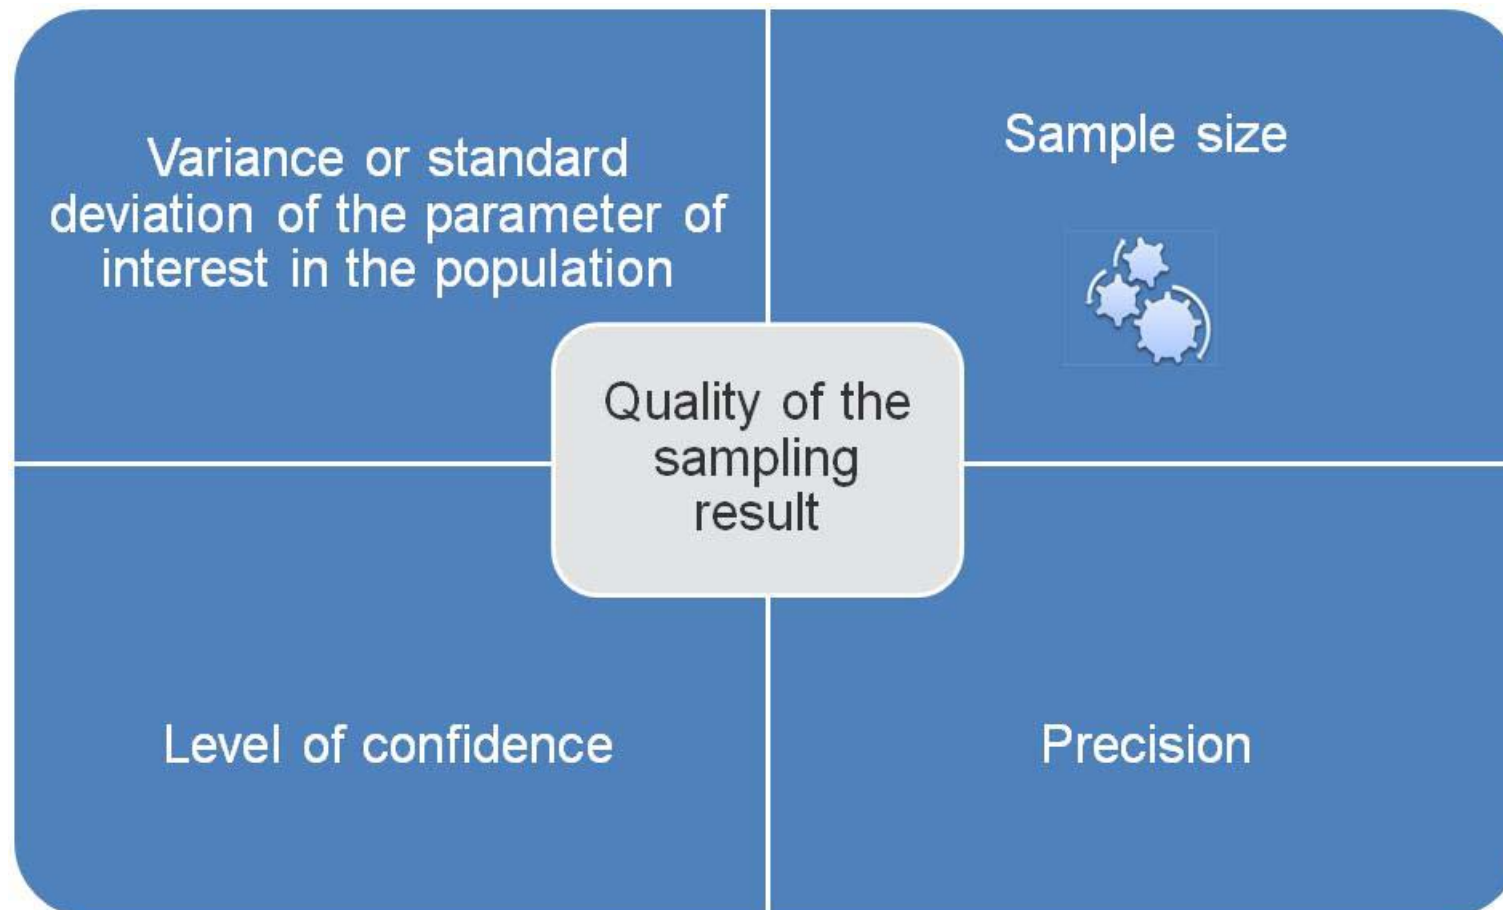 Variance or standard
deviation of the parameter of
interest in the population
Sample size
Quality of the
sampling
result
Level of confidence
Precision